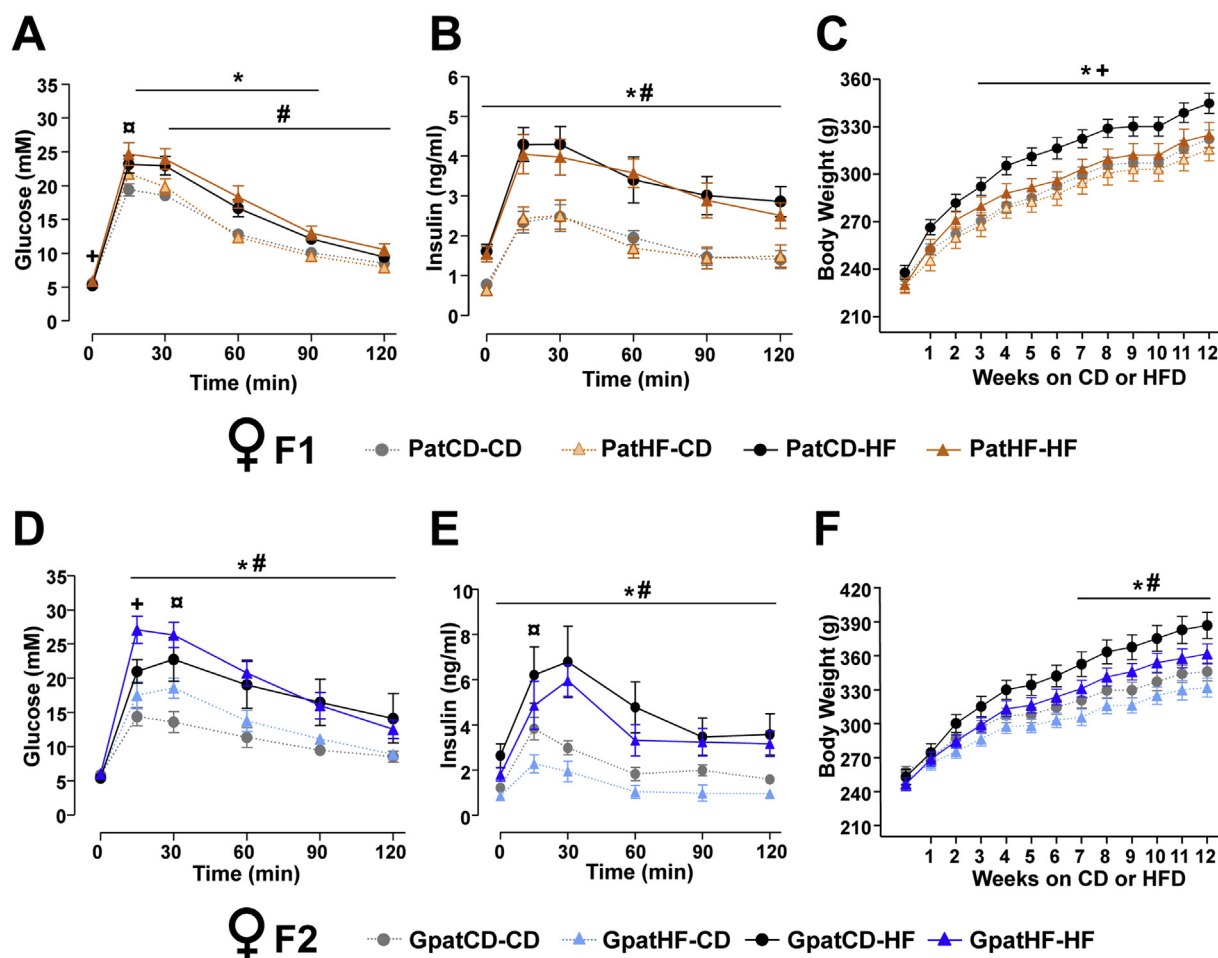 A
B
C
*
#
¤
+
Glucose (mM)
35
30
25
20
15
10
5
0
0 30 60 90 120
Time (min)
*#
Insulin (ng/ml)
6
5
4
3
2
1
0
0 30 60 90 120
Time (min)
*+
Body Weight (g)
360
330
300
270
240
210
1 2 3 4 5 6 7 8 9 10 11 12
Weeks on CD or HFD
♀ F1 PatCD-CD PatHF-CD PatCD-HF PatHF-HF
D
E
F
*#
+ ¤
Glucose (mM)
35
30
25
20
15
10
5
0
0 30 60 90 120
Time (min)
*#
¤
Insulin (ng/ml)
10
8
6
4
2
0
0 30 60 90 120
Time (min)
*#
Body Weight (g)
420
390
360
330
300
270
240
210
1 2 3 4 5 6 7 8 9 10 11 12
Weeks on CD or HFD
♀ F2 GpatCD-CD GpatHF-CD GpatCD-HF GpatHF-HF